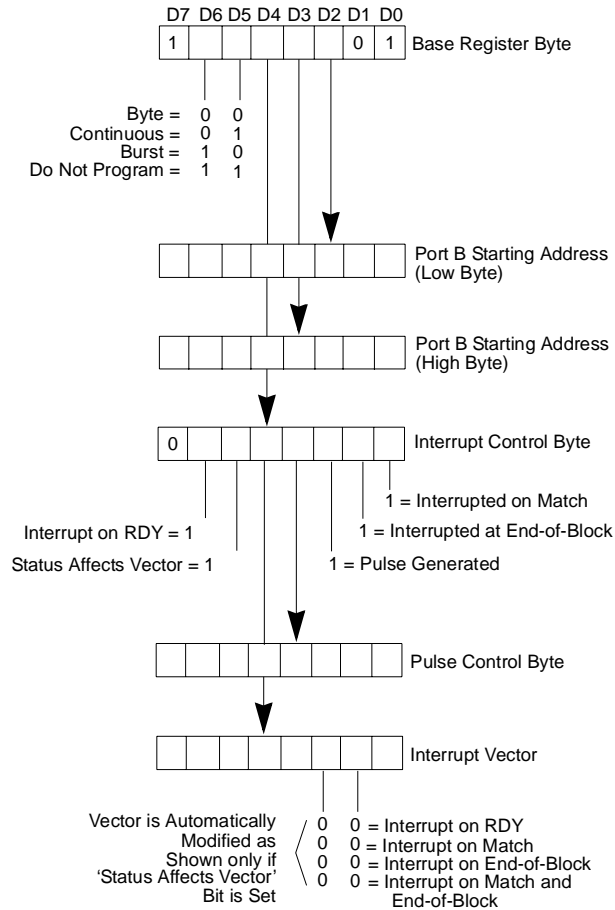 D7 D6 D5 D4 D3 D2 D1 D0
1 0 1 Base Register Byte
Byte = 0 0
Continuous = 0 1
Burst = 1 0
Do Not Program = 1 1
Port B Starting Address
(Low Byte)
Port B Starting Address
(High Byte)
0 Interrupt Control Byte
1 = Interrupted on Match
Interrupt on RDY = 1
1 = Interrupted at End-of-Block
Status Affects Vector = 1
1 = Pulse Generated
Pulse Control Byte
Interrupt Vector
Vector is Automatically
Modified as
Shown only if
‘Status Affects Vector’
Bit is Set
0 0 = Interrupt on RDY
0 0 = Interrupt on Match
0 0 = Interrupt on End-of-Block
0 0 = Interrupt on Match and
End-of-Block